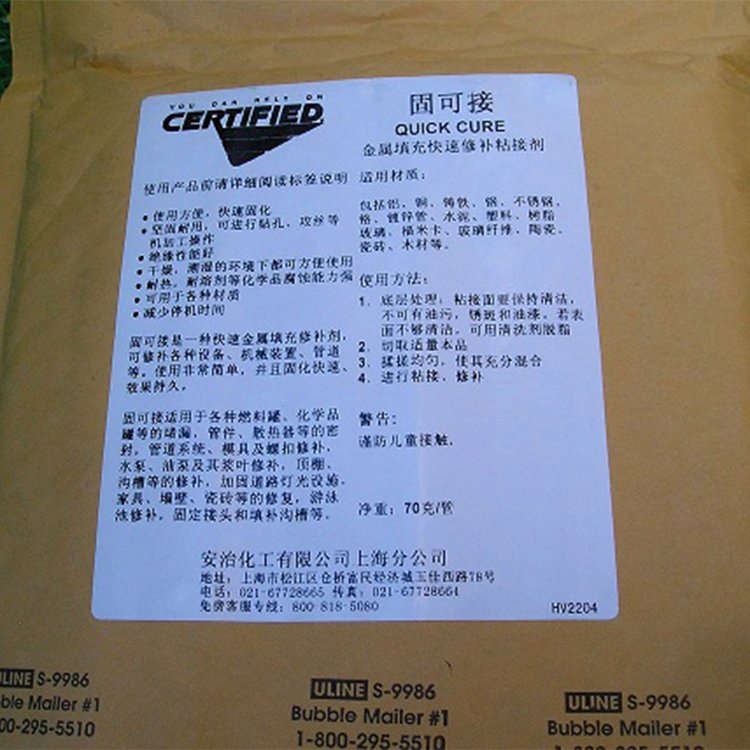 YOU CAN RELY ON
CERTIFIED
使用产品前请详细阅读标签说明
● 使用方便，快速固化
● 坚固耐用，可进行黏孔、攻丝等
机加工操作
● 绝缘性能好
● 干燥，潮湿的环境下都可方便使用
● 耐热，耐溶剂等化学品腐蚀能力强
● 可用于各种材质
● 减少停机时间
固可接是一种快速金属填充修补剂，
可修补各种设备、机械装置、管道
等。使用非常简单，并且固化快速、
效果持久。
固可接适用于各种燃料罐、化学品
罐等的堵漏，管件、散热器等的密
封，管道系统、模具及螺扣修补，
水泵、油泵及其浆叶修补，顶棚、
沟槽等的修补，加固道路灯光设施，
家具、墙壁、瓷砖等的修复，游泳
池修补，固定接头和填补沟槽等。
固可接
QUICK CURE
金属填充快速修补粘接剂
适用材质：
包括铝、铜、铸铁、钢、不锈钢，
铬、镀锌管、水泥、塑料、树脂
玻璃、福米卡、玻璃纤维、陶瓷，
瓷砖、木材等。
使用方法：
1、底层处理：粘接面要保持清洁，
不可有油污，锈斑和油漆。若表
面不够清洁，可用清洗剂脱脂
2、切取适量本品
3、揉搓均匀，使其充分混合
4、进行粘接、修补
警告：
谨防儿童接触。
净重：70克/管
安治化工有限公司上海分公司
地址：上海市松江区仓桥富民经济城玉佳西路78号
电话：021-67728665 传真：021-67728664
免费客服专线：800-818-5080
HV2204
ULINE S-9986
Bubble Mailer #1
1-800-295-5510
ULINE S-9986
Bubble Mailer #1
1-800-295-5510
ULINE S-9986
Bubble Mailer #1